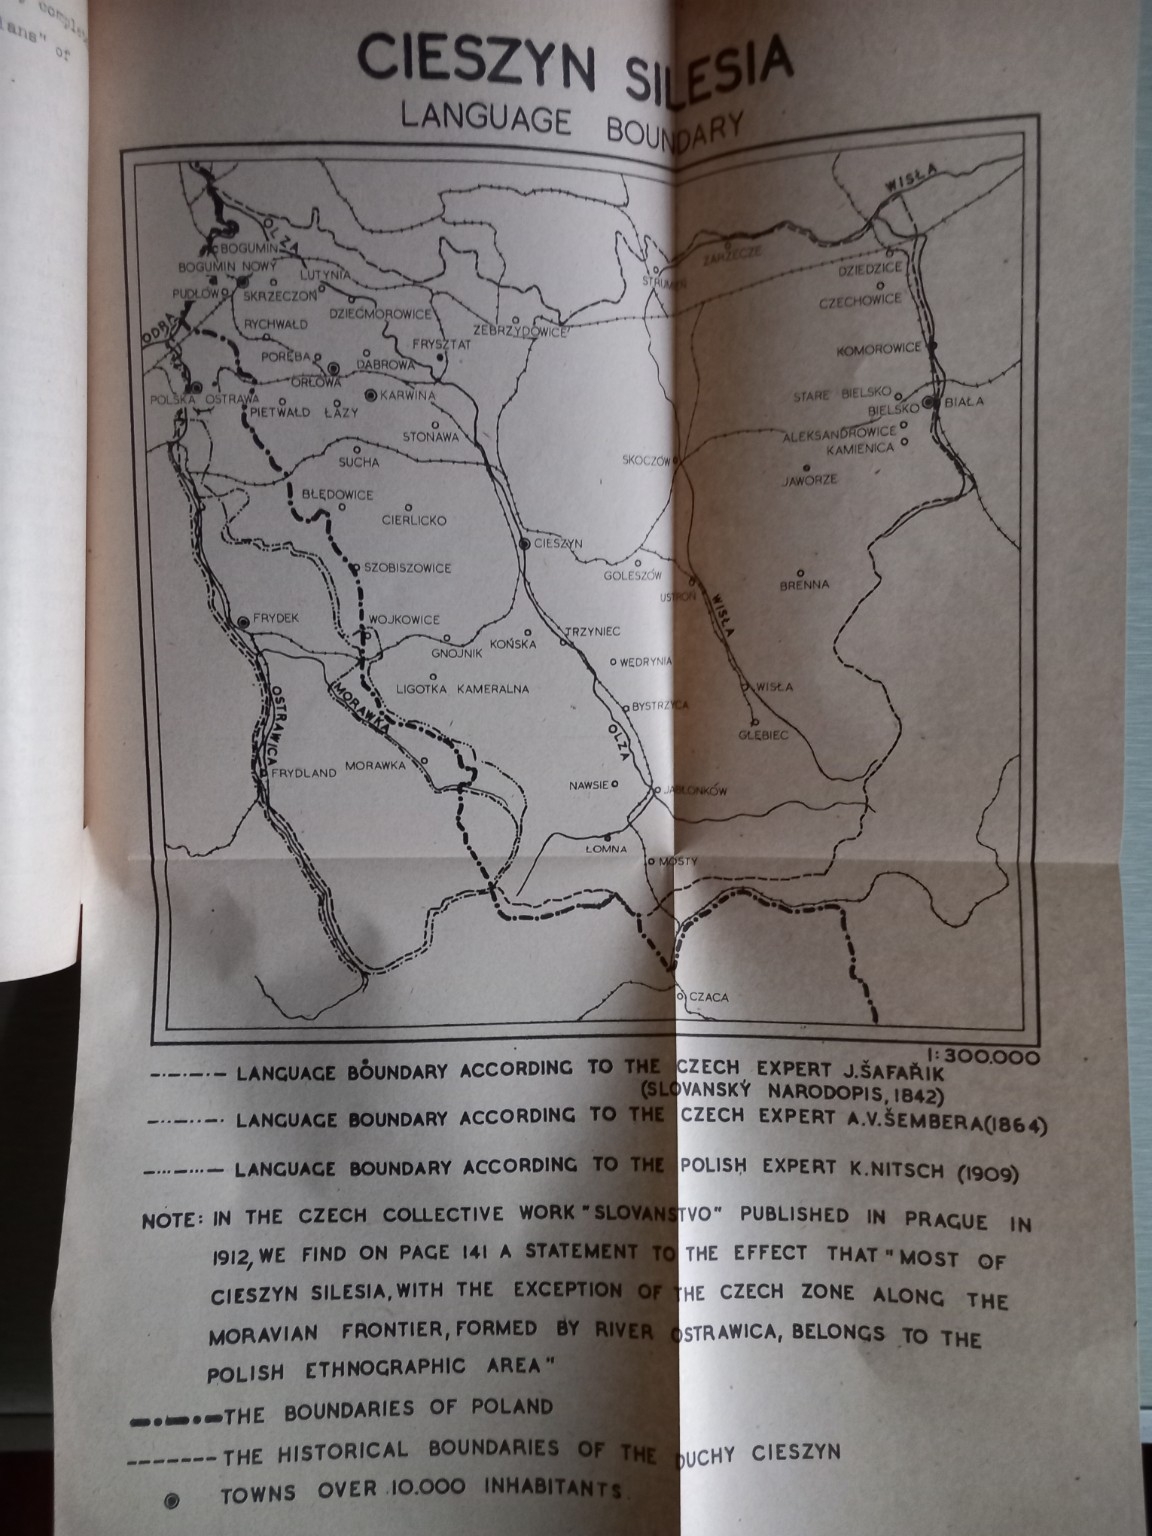 complete
ians" of
CIESZYN SILESIA
LANGUAGE BOUNDARY
WISŁA
OLZA
BOGUMIN
ZARZECZE
BOGUMIN NOWY
LUTYNIA
STRUMIEŃ
DZIEDZICE
PUDŁÓW
SKRZECZOŃ
CZECHOWICE
DZIECMOROWICE
ODRA
RYCHWAŁD
ZEBRZYDOWICE
FRYSZTAT
KOMOROWICE
PORĘBA
DĄBROWA
ORŁOWA
POLSKA OSTRAWA
KARWINA
STARE BIELSKO
BIELSKO
BIAŁA
PIETWAŁD
ŁAZY
STONAWA
ALEKSANDROWICE
KAMIENICA
SUCHA
SKOCZÓW
JAWORZE
BŁĘDOWICE
CIERLICKO
CIESZYN
GOLESZÓW
SZOBISZOWICE
BRENNA
USTROŃ
WISŁA
FRYDEK
WOJKOWICE
GNOJNIK
KOŃSKA
TRZYNIEC
WĘDRYNIA
LIGOTKA KAMERALNA
WISŁA
MORAWKA
OSTRAWICA
BYSTRZYCA
GŁĘBIEC
OLZA
FRYDLAND
MORAWKA
NAWSIE
JABŁONKÓW
ŁOMNA
MOSTY
CZACA
1:300.000
LANGUAGE BOUNDARY ACCORDING TO THE CZECH EXPERT J.ŠAFAŘIK
(SLOVANSKÝ NARODOPIS, 1842)
LANGUAGE BOUNDARY ACCORDING TO THE CZECH EXPERT A.V.ŠEMBERA(1864)
LANGUAGE BOUNDARY ACCORDING TO THE POLISH EXPERT K.NITSCH (1909)
NOTE: IN THE CZECH COLLECTIVE WORK "SLOVANSTVO" PUBLISHED IN PRAGUE IN
1912, WE FIND ON PAGE 141 A STATEMENT TO THE EFFECT THAT "MOST OF
CIESZYN SILESIA, WITH THE EXCEPTION OF THE CZECH ZONE ALONG THE
MORAVIAN FRONTIER, FORMED BY RIVER OSTRAWICA, BELONGS TO THE
POLISH ETHNOGRAPHIC AREA"
THE BOUNDARIES OF POLAND
THE HISTORICAL BOUNDARIES OF THE DUCHY CIESZYN
TOWNS OVER 10.000 INHABITANTS